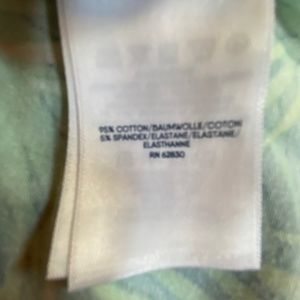 95% COTTON/BAUMWOLLE/COTON
5% SPANDEX/ELASTANE/ELASTANE/
ELASTHANNE
RN 62830